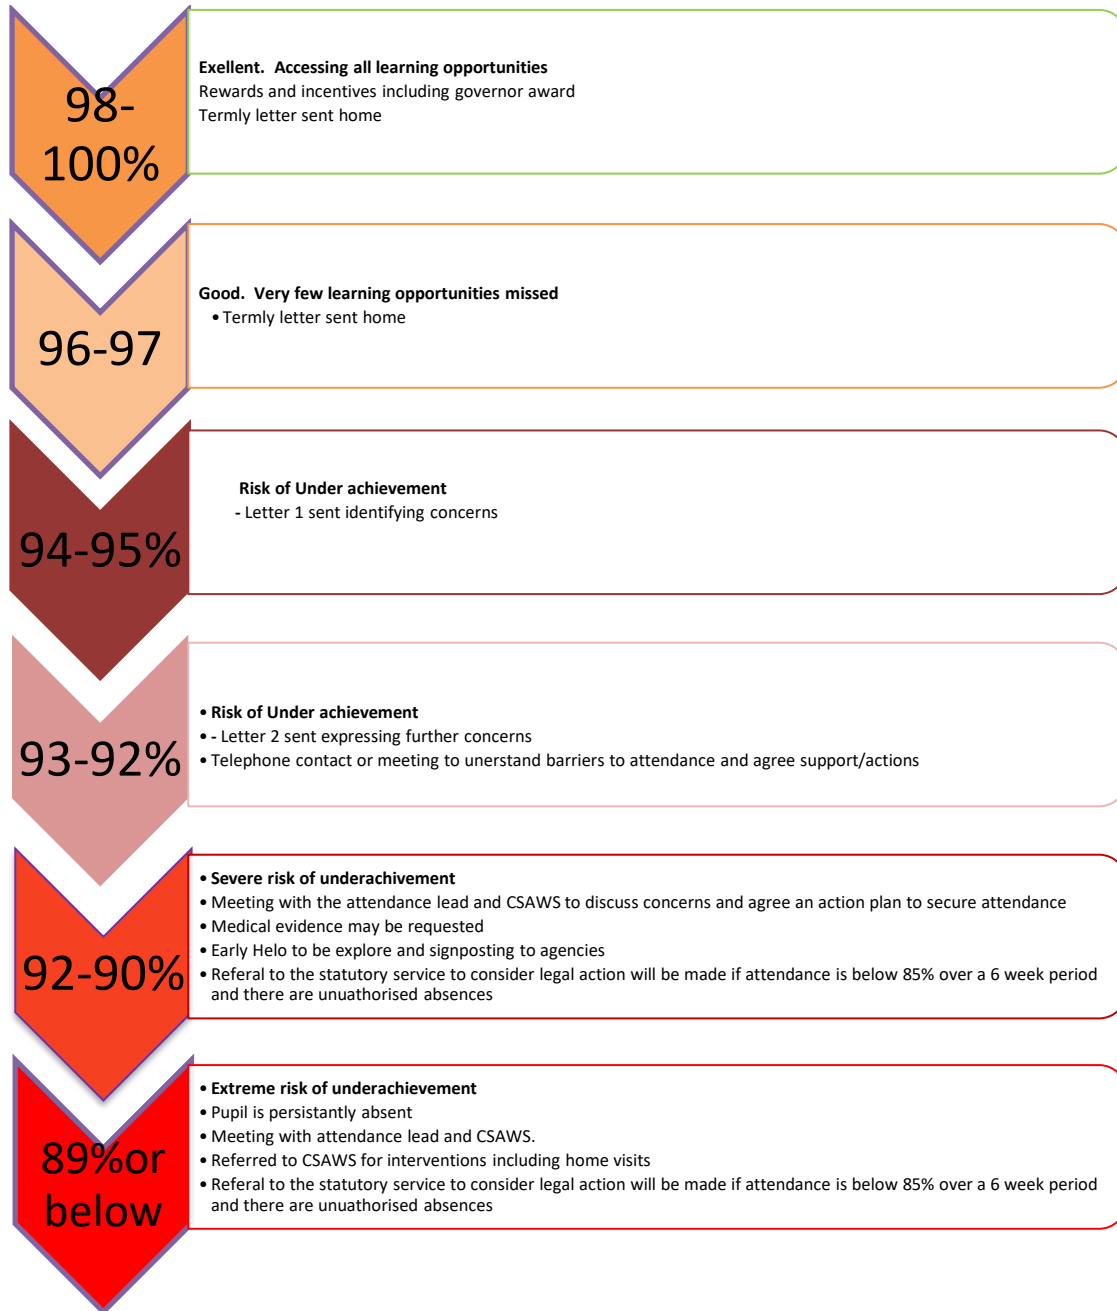 98-
100%
Exellent.  Accessing all learning opportunities
Rewards and incentives including governor award
Termly letter sent home
96-97
Good.  Very few learning opportunities missed
• Termly letter sent home
94-95%
Risk of Under achievement
- Letter 1 sent identifying concerns
93-92%
• Risk of Under achievement
• - Letter 2 sent expressing further concerns
• Telephone contact or meeting to unerstand barriers to attendance and agree support/actions
92-90%
• Severe risk of underachivement
• Meeting with the attendance lead and CSAWS to discuss concerns and agree an action plan to secure attendance
• Medical evidence may be requested
• Early Helo to be explore and signposting to agencies
• Referal to the statutory service to consider legal action will be made if attendance is below 85% over a 6 week period
and there are unuathorised absences
89%or
below
• Extreme risk of underachievement
• Pupil is persistantly absent
• Meeting with attendance lead and CSAWS.
• Referred to CSAWS for interventions including home visits
• Referal to the statutory service to consider legal action will be made if attendance is below 85% over a 6 week period
and there are unuathorised absences